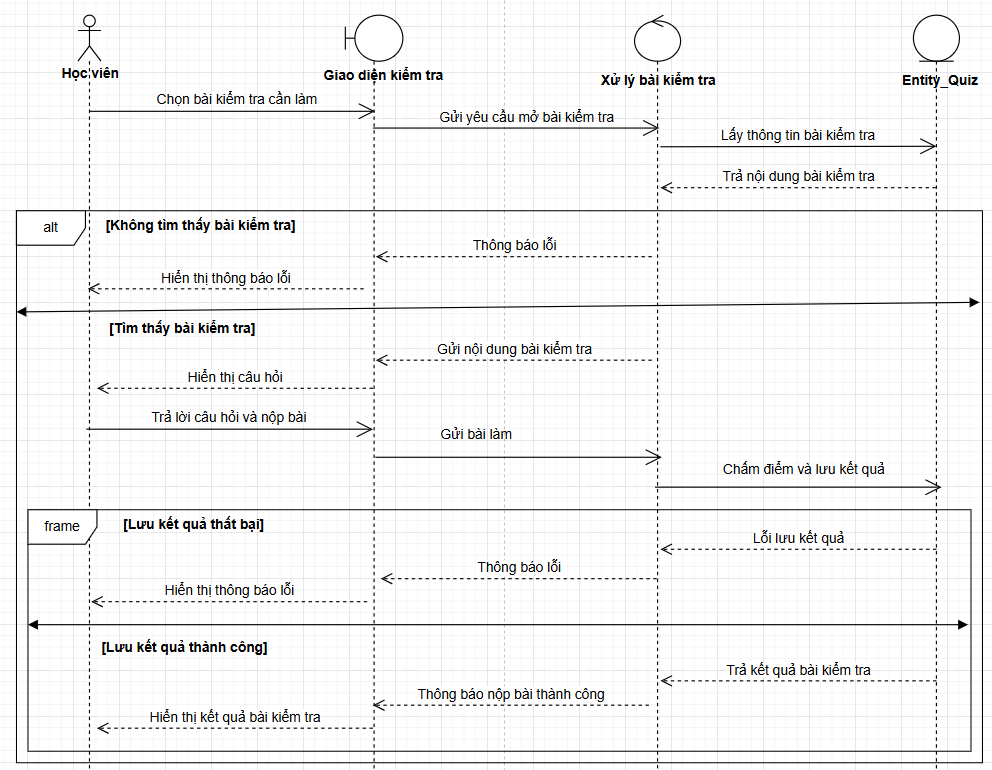 Học viên
Giao diện kiểm tra
Xử lý bài kiểm tra
Entity_Quiz
Chọn bài kiểm tra cần làm
Gửi yêu cầu mở bài kiểm tra
Lấy thông tin bài kiểm tra
Trả nội dung bài kiểm tra
alt
[Không tìm thấy bài kiểm tra]
Thông báo lỗi
Hiển thị thông báo lỗi
[Tìm thấy bài kiểm tra]
Gửi nội dung bài kiểm tra
Hiển thị câu hỏi
Trả lời câu hỏi và nộp bài
Gửi bài làm
Chấm điểm và lưu kết quả
frame
[Lưu kết quả thất bại]
Lỗi lưu kết quả
Thông báo lỗi
Hiển thị thông báo lỗi
[Lưu kết quả thành công]
Trả kết quả bài kiểm tra
Thông báo nộp bài thành công
Hiển thị kết quả bài kiểm tra